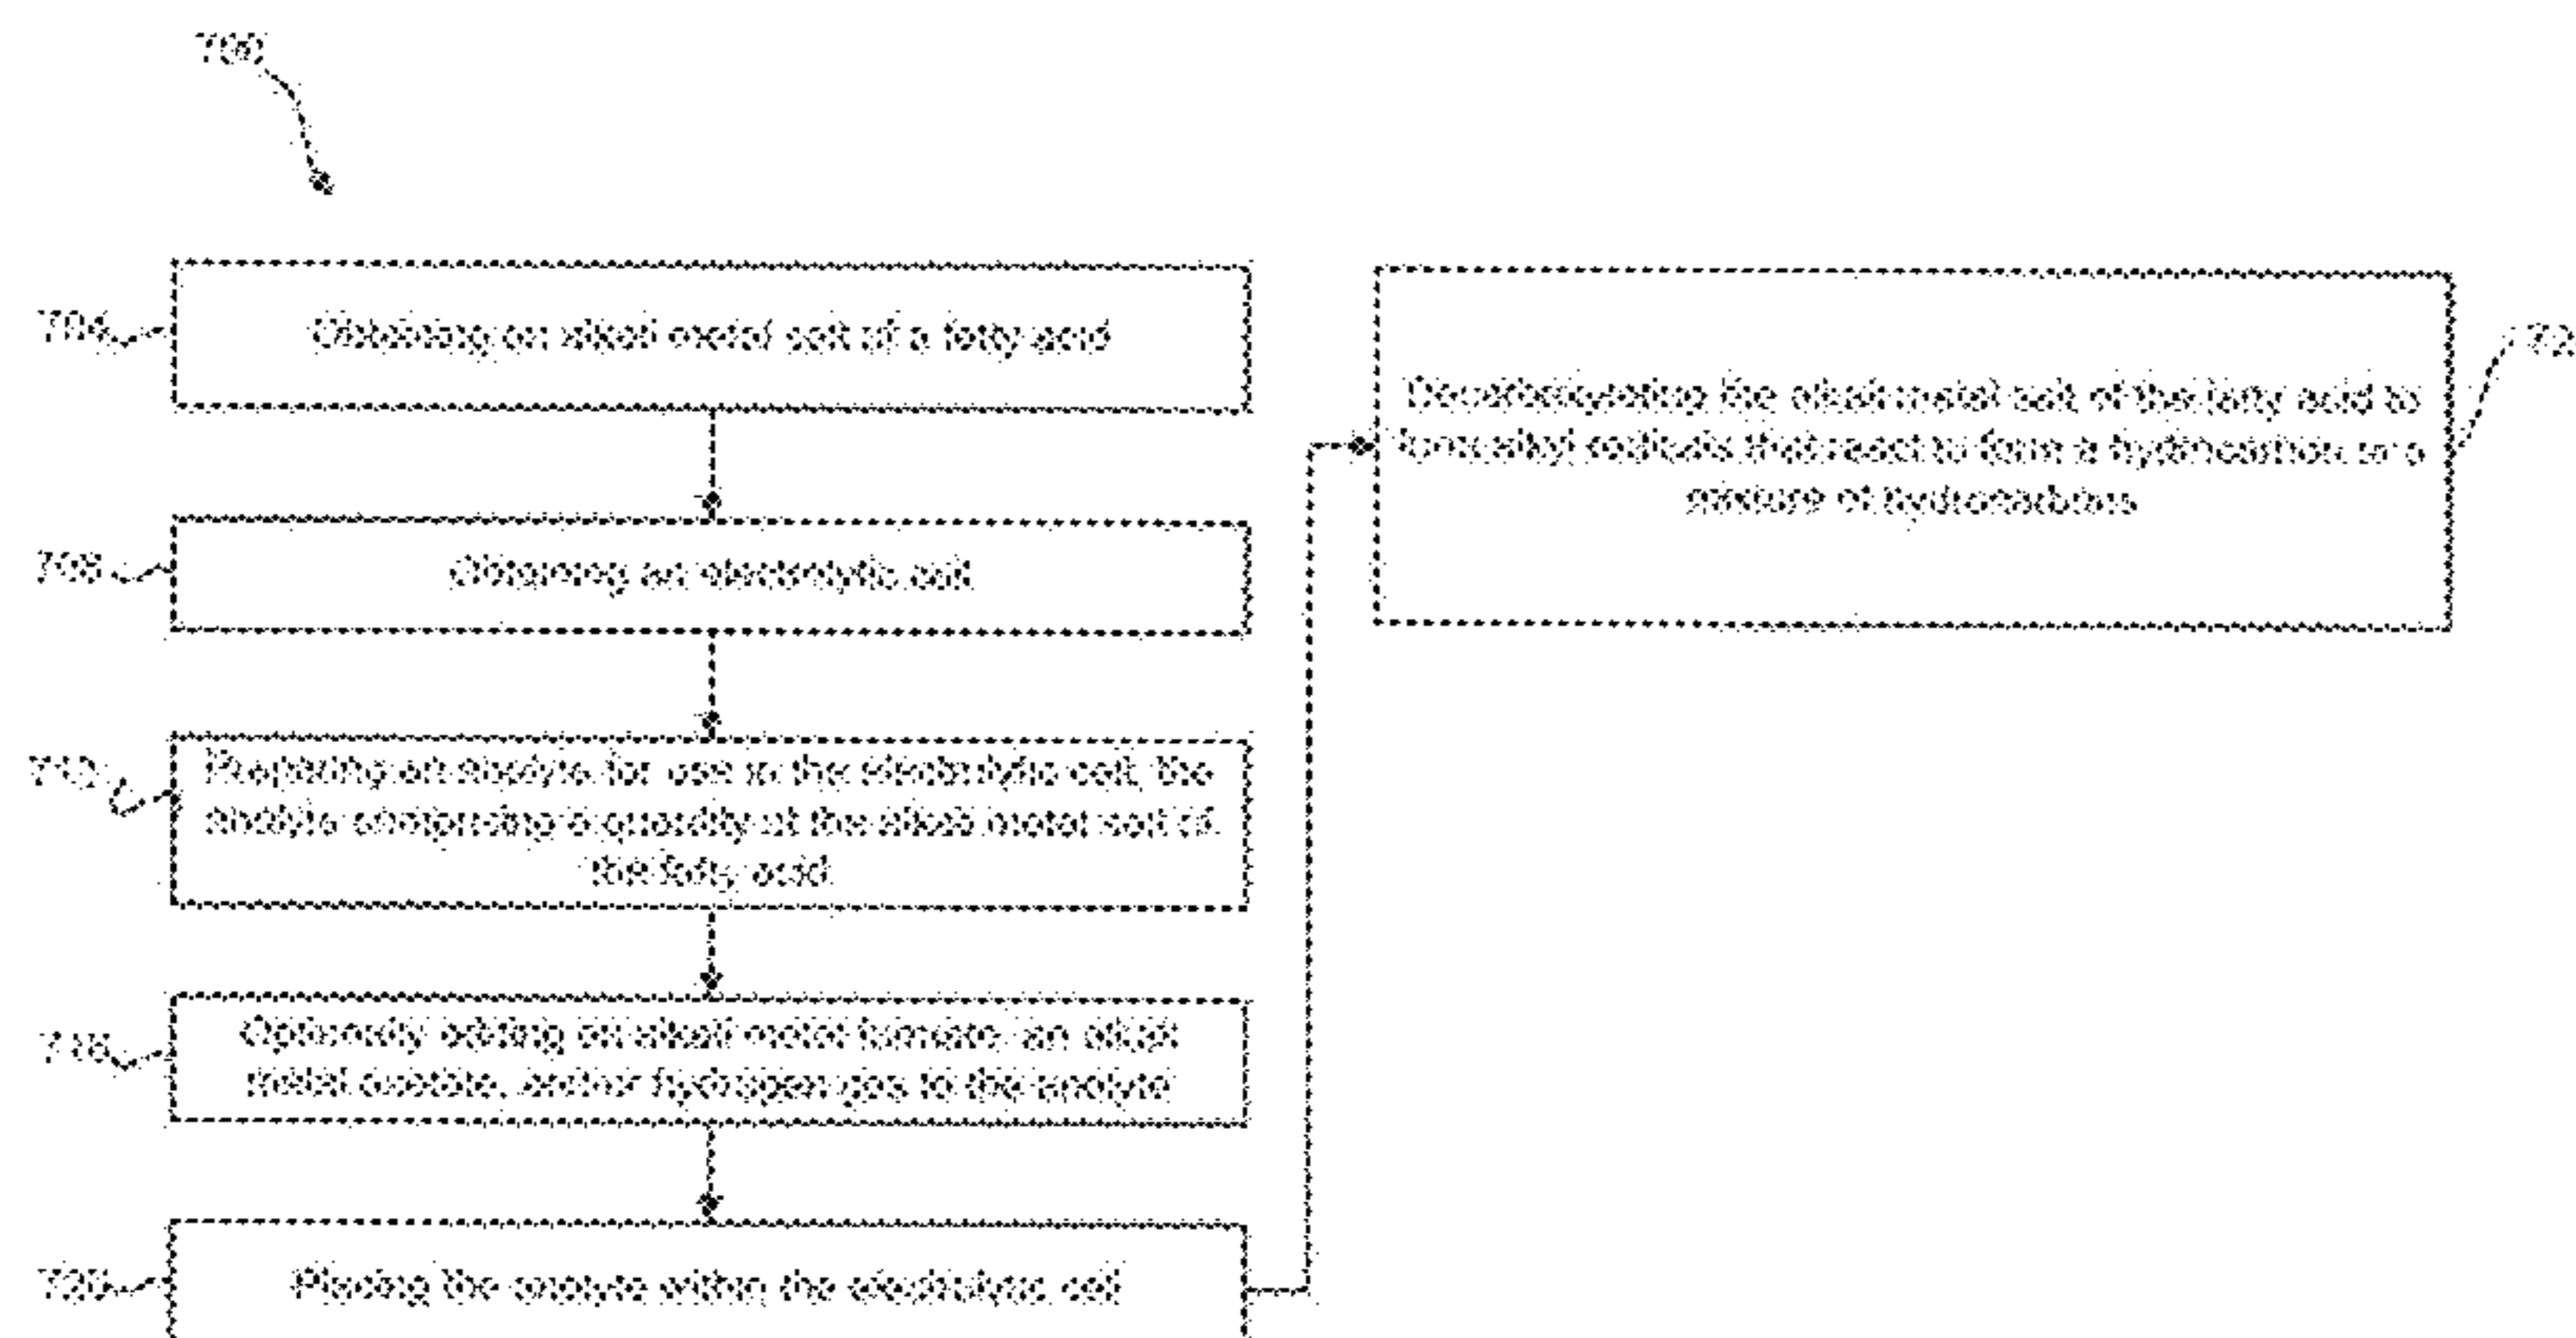 700
704
Obtaining an alkali metal salt of a fatty acid
708
Obtaining an electrolytic cell
712
Preparing an anolyte for use in the electrolytic cell, the
anolyte comprising a quantity of the alkali metal salt of
the fatty acid
716
Optionally adding an alkali metal formate, an alkali
metal acetate, and/or hydrogen gas to the anolyte
720
Placing the anolyte within the electrolytic cell
Decarboxylating the alkali metal salt of the fatty acid to
form alkyl radicals that react to form a hydrocarbon or a
mixture of hydrocarbons